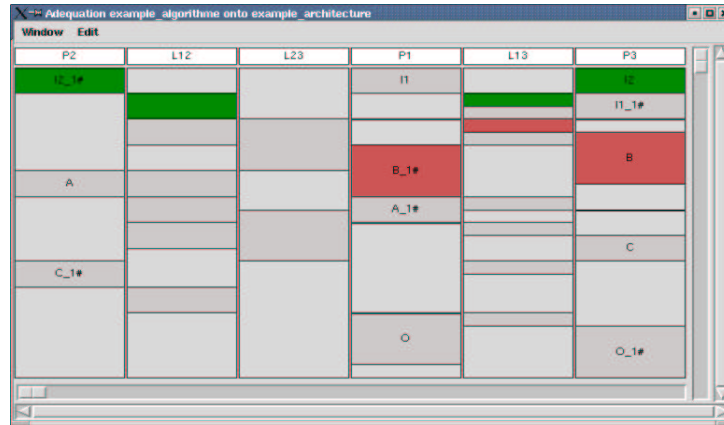 Adequation example_algorithme onto example_architecture
Window Edit
P2 L12 L23 P1 L13 P3
I2_1# I1 I2
I1_1#
B_1# B
A A_1#
C_1# C
O O_1#